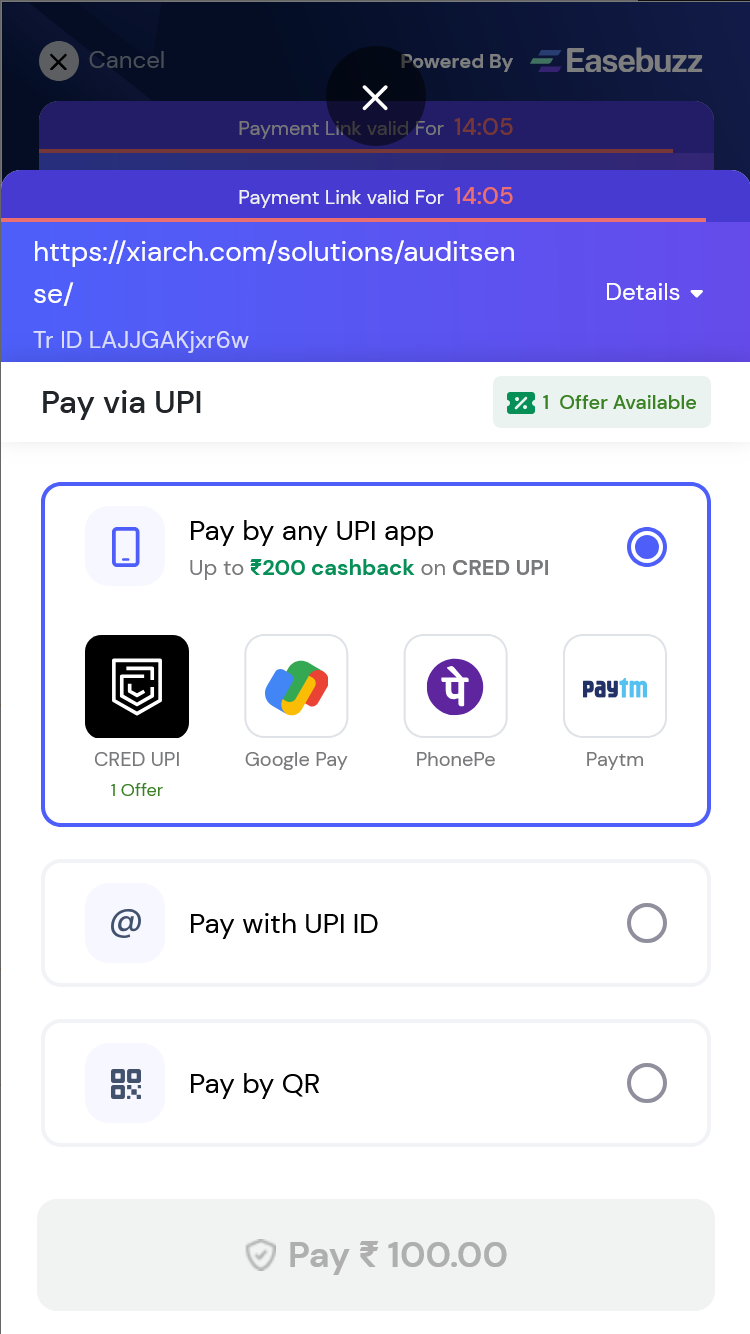 Cancel
Powered By Easebuzz
Payment Link valid For 14:05
Payment Link valid For 14:05
https://xiarch.com/solutions/auditsen
se/
Details
Tr ID LAJJGAKjxr6w
Pay via UPI
1 Offer Available
Pay by any UPI app
Up to ₹200 cashback on CRED UPI
पे
paytm
CRED UPI
Google Pay
PhonePe
Paytm
1 Offer
@
Pay with UPI ID
Pay by QR
Pay ₹ 100.00